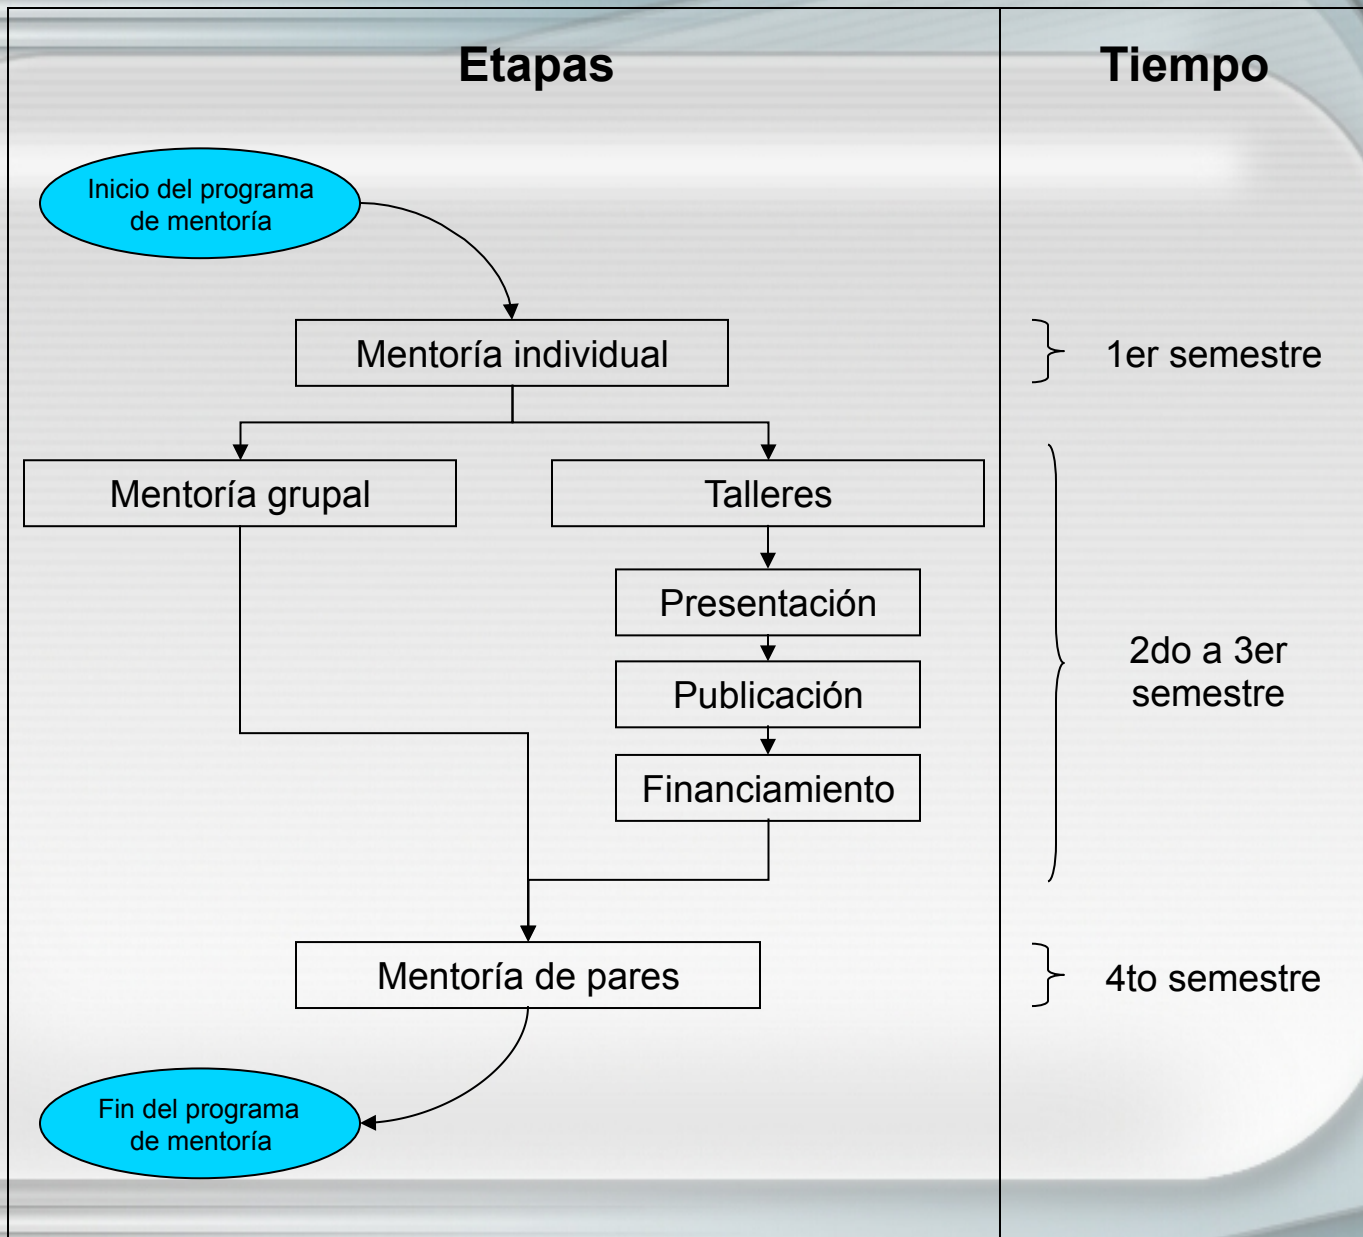 Etapas
Tiempo
Inicio del programa
de mentoría
Mentoría individual
1er semestre
Mentoría grupal
Talleres
Presentación
Publicación
Financiamiento
2do a 3er
semestre
Mentoría de pares
4to semestre
Fin del programa
de mentoría